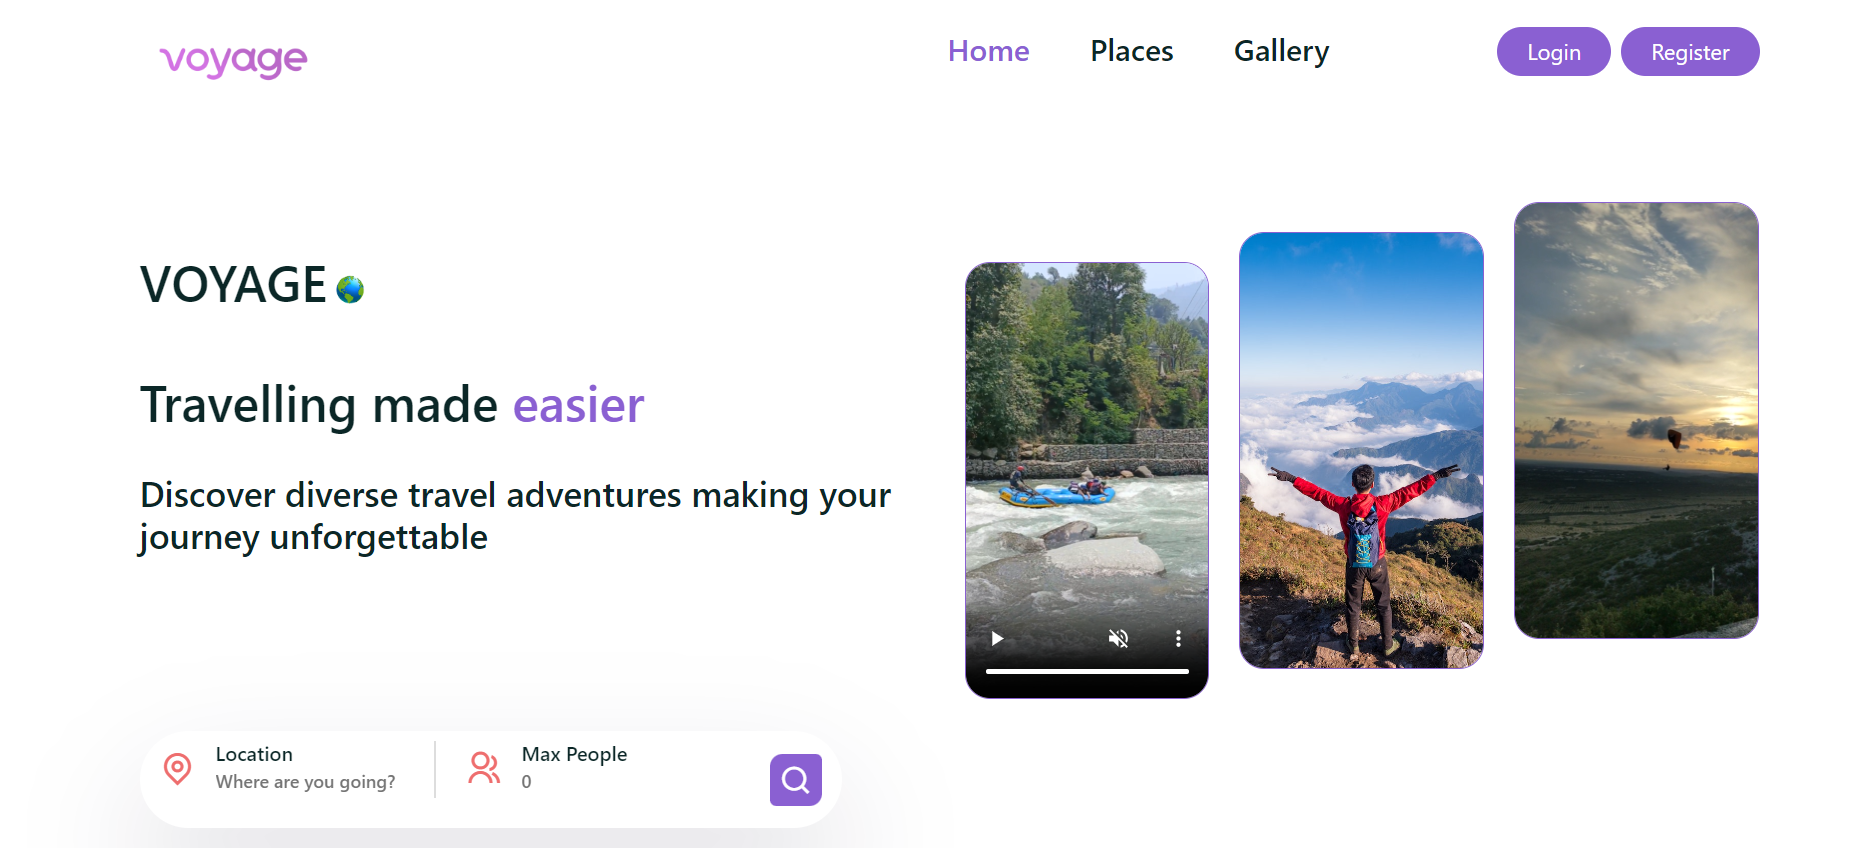 voyage
Home
Places
Gallery
Login
Register
VOYAGE
Travelling made easier
Discover diverse travel adventures making your
journey unforgettable
Location
Where are you going?
Max People
0